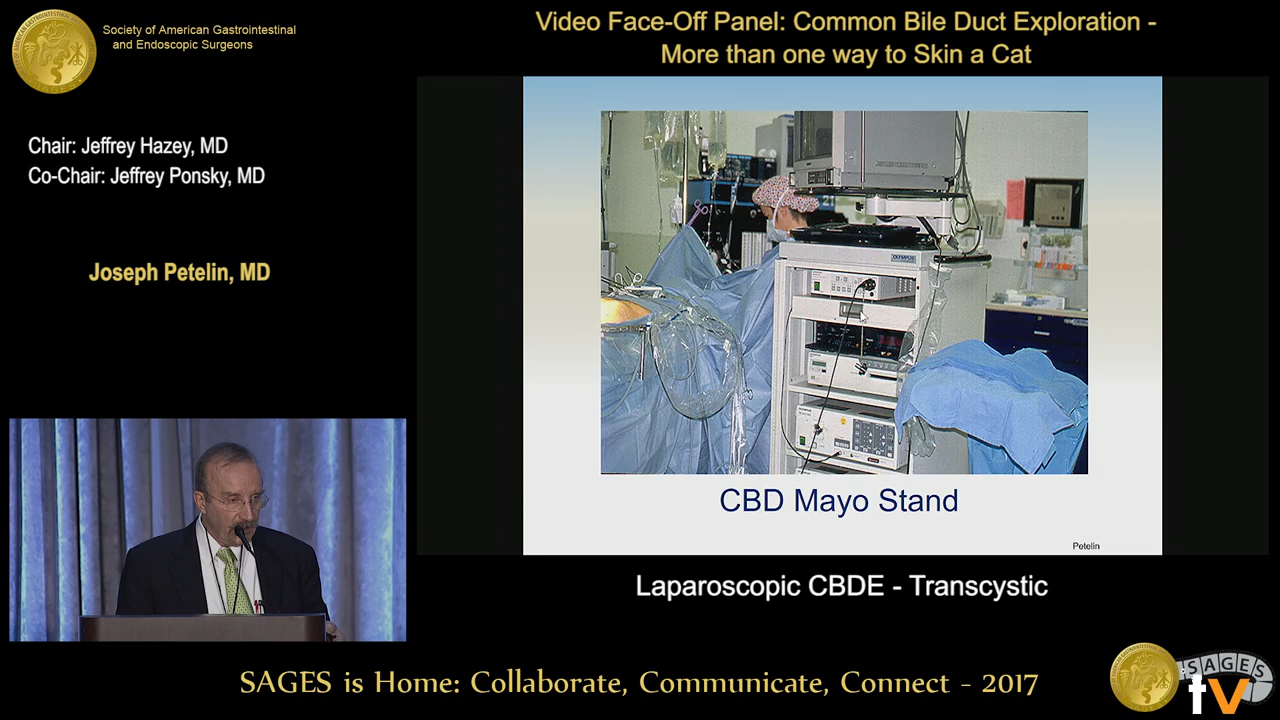 Society of American Gastrointestinal
and Endoscopic Surgeons
Video Face-Off Panel: Common Bile Duct Exploration -
More than one way to Skin a Cat
Chair: Jeffrey Hazey, MD
Co-Chair: Jeffrey Ponsky, MD
Joseph Petelin, MD
21
OLYMPUS
CBD Mayo Stand
Petelin
Laparoscopic CBDE - Transcystic
SAGES is Home: Collaborate, Communicate, Connect - 2017
SAGES
tv